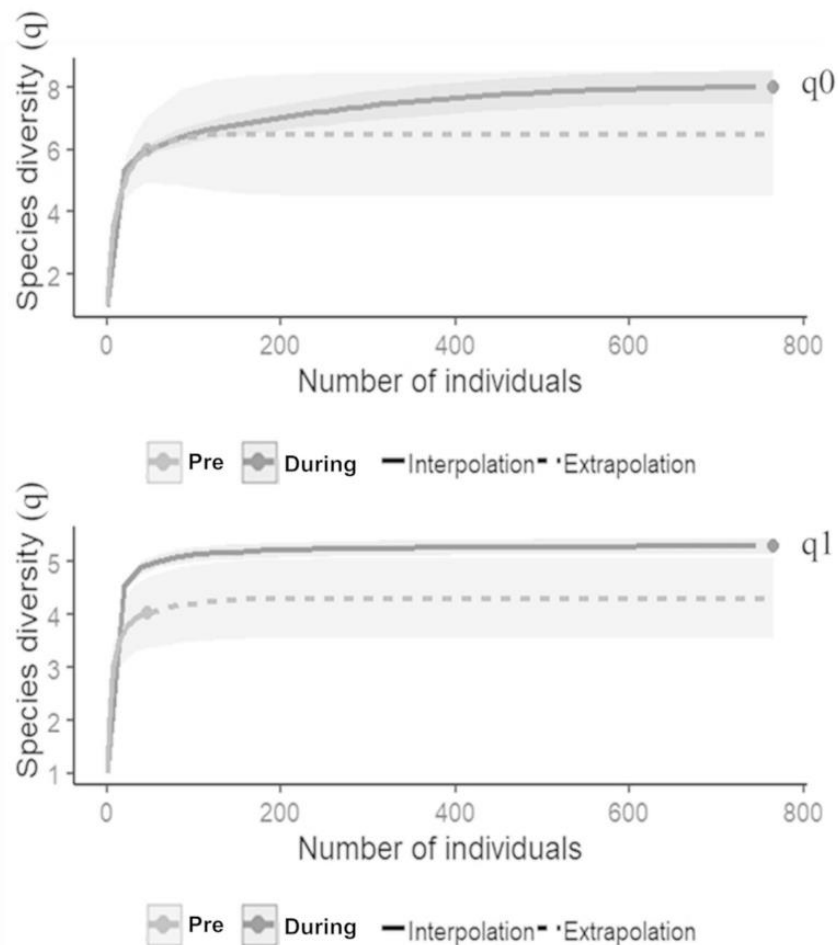 Species diversity (q)
8
6
4
2
q0
0 200 400 600 800
Number of individuals
Pre During Interpolation Extrapolation
Species diversity (q)
5
4
3
2
1
q1
0 200 400 600 800
Number of individuals
Pre During Interpolation Extrapolation